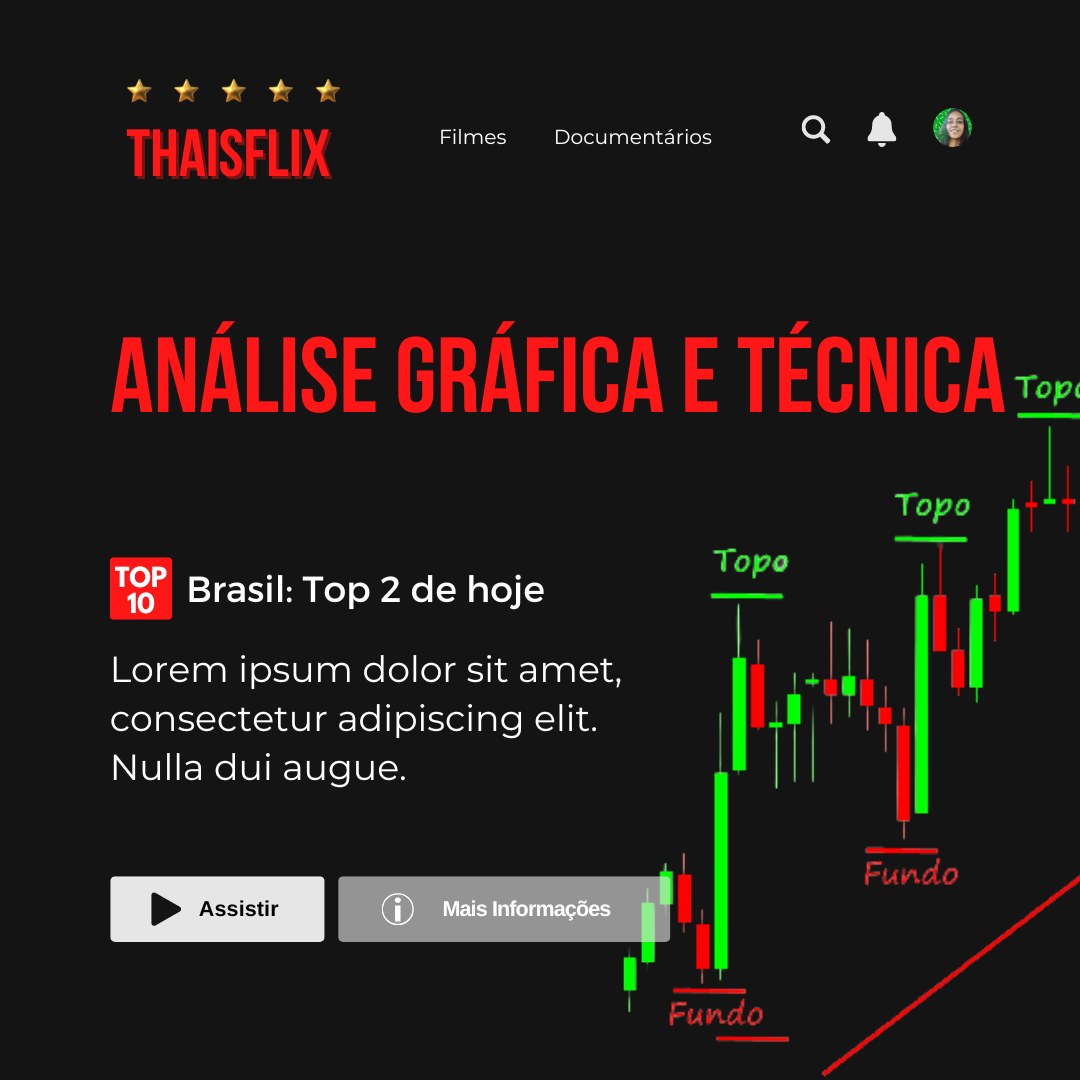 THAISFLIX
Filmes
Documentários
ANÁLISE GRÁFICA E TÉCNICA
Topo
Topo
Topo
TOP
10
Brasil: Top 2 de hoje
Lorem ipsum dolor sit amet,
consectetur adipiscing elit.
Nulla dui augue.
Fundo
Assistir
Mais Informações
Fundo